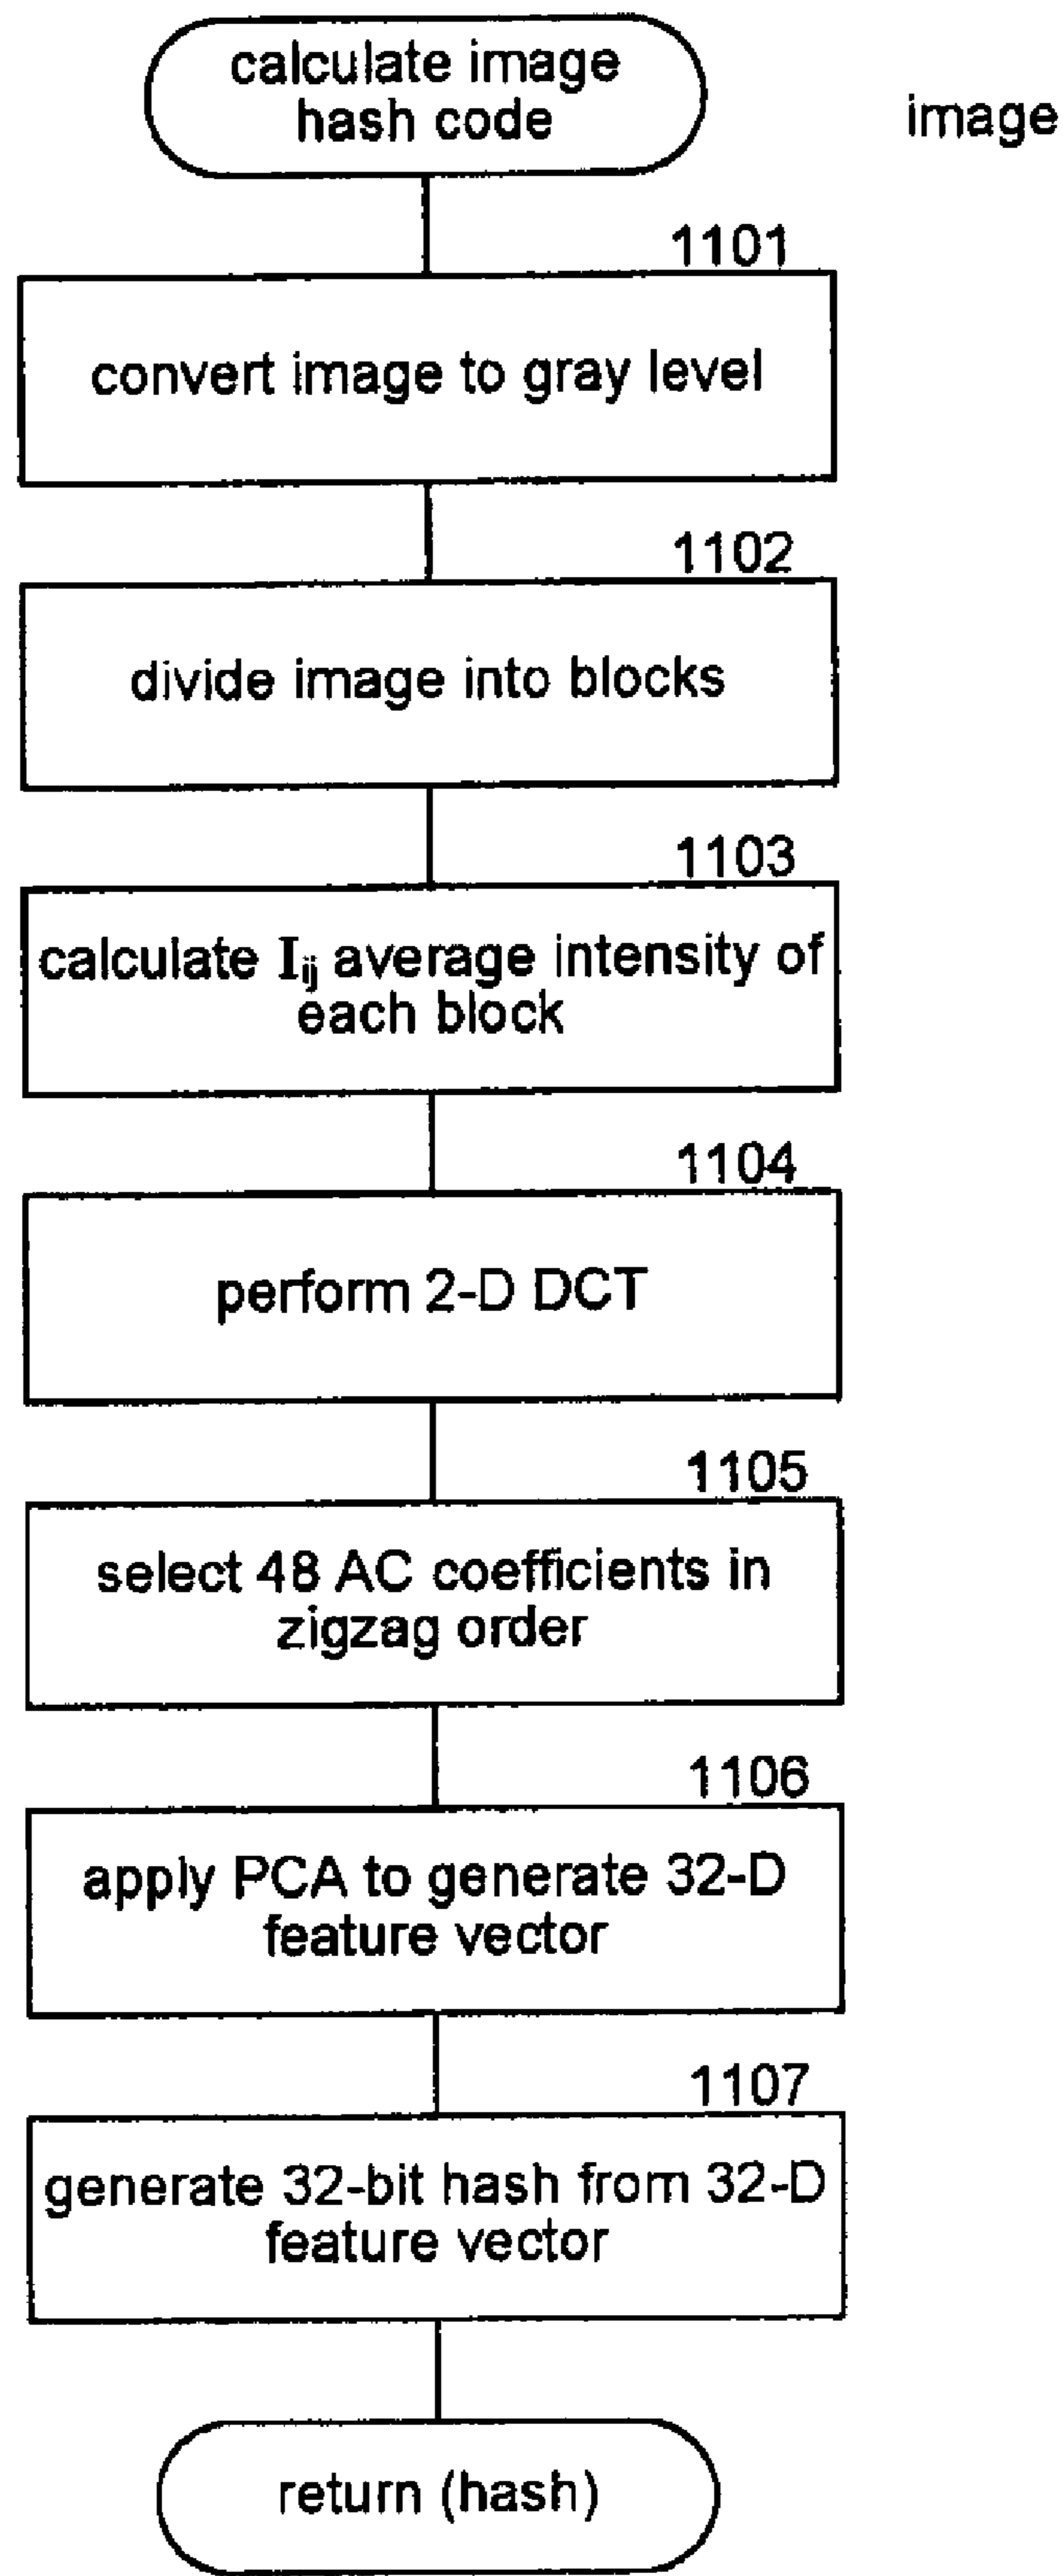 calculate image
hash code
image
1101
convert image to gray level
1102
divide image into blocks
1103
calculate Iij average intensity of
each block
1104
perform 2-D DCT
1105
select 48 AC coefficients in
zigzag order
1106
apply PCA to generate 32-D
feature vector
1107
generate 32-bit hash from 32-D
feature vector
return (hash)